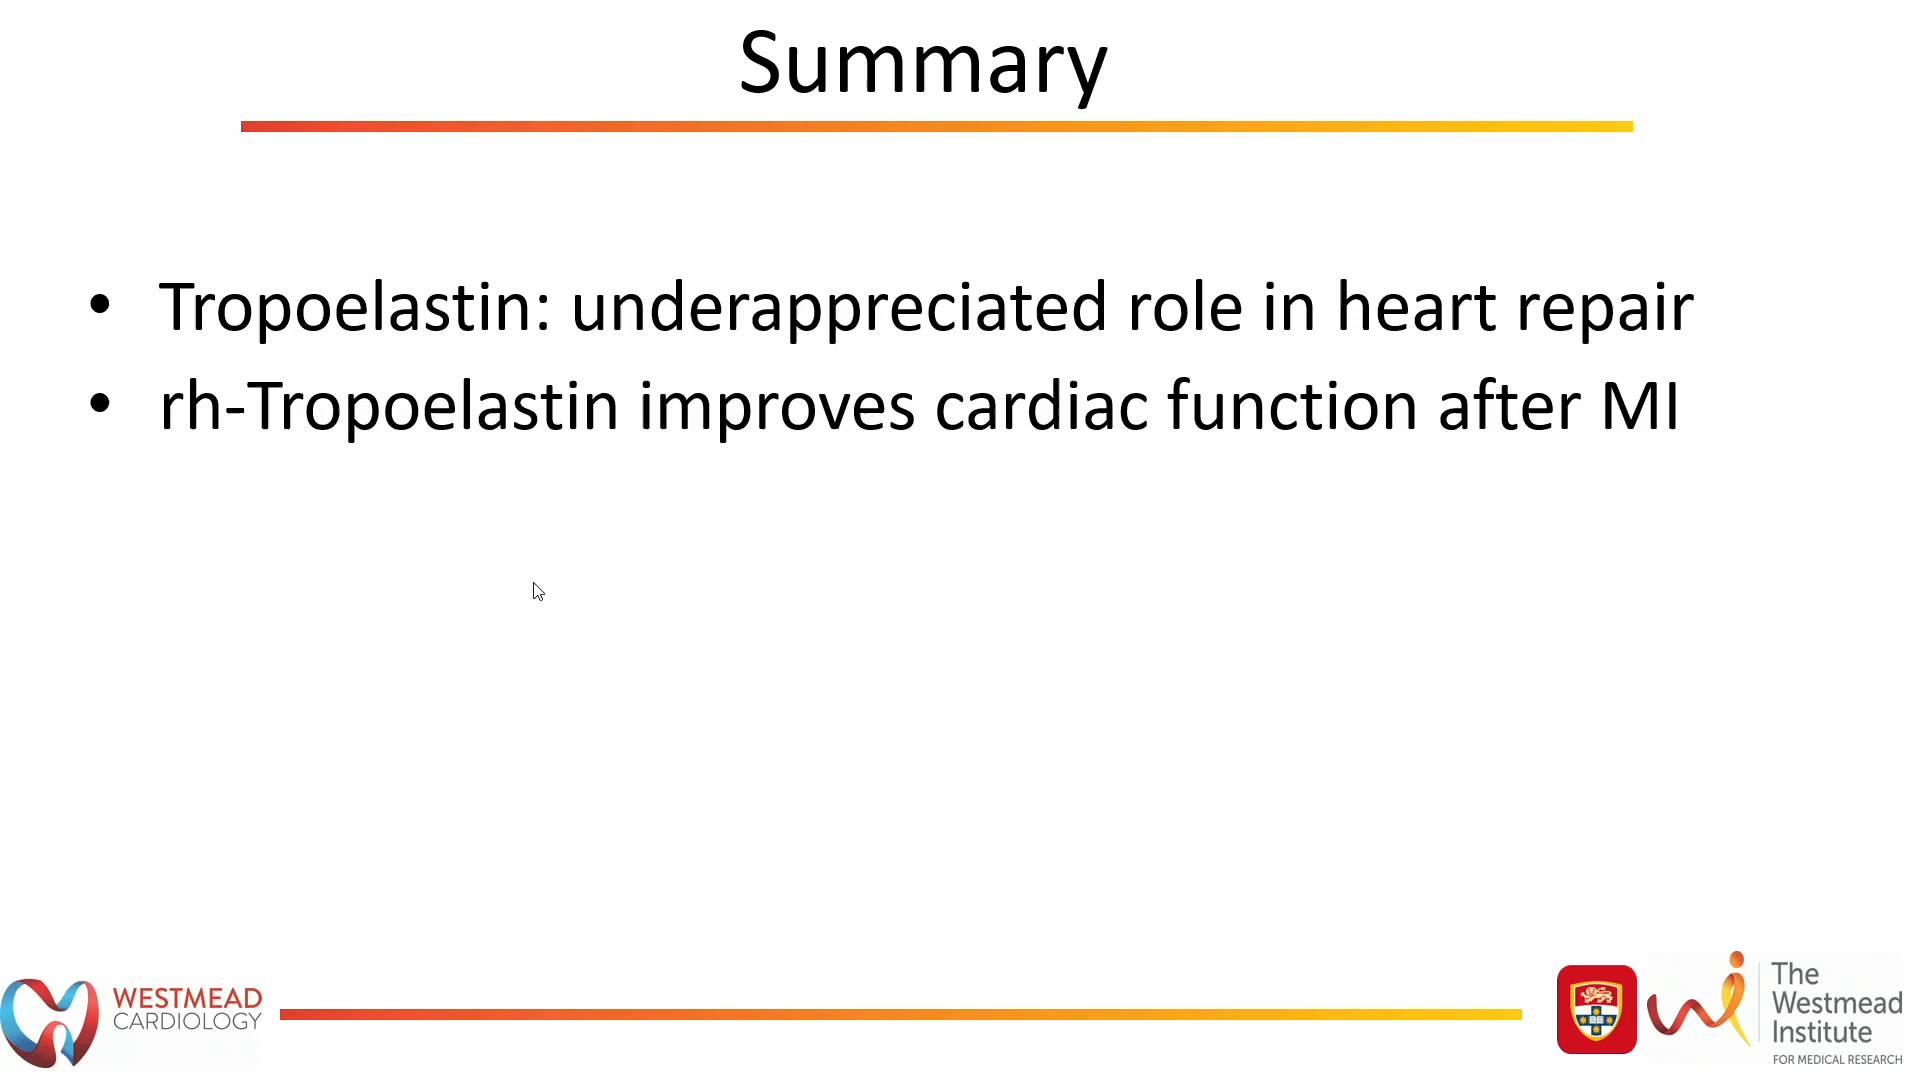 Summary
• Tropoelastin: underappreciated role in heart repair
• rh-Tropoelastin improves cardiac function after MI
WESTMEAD
CARDIOLOGY
The
Westmead
Institute
FOR MEDICAL RESEARCH